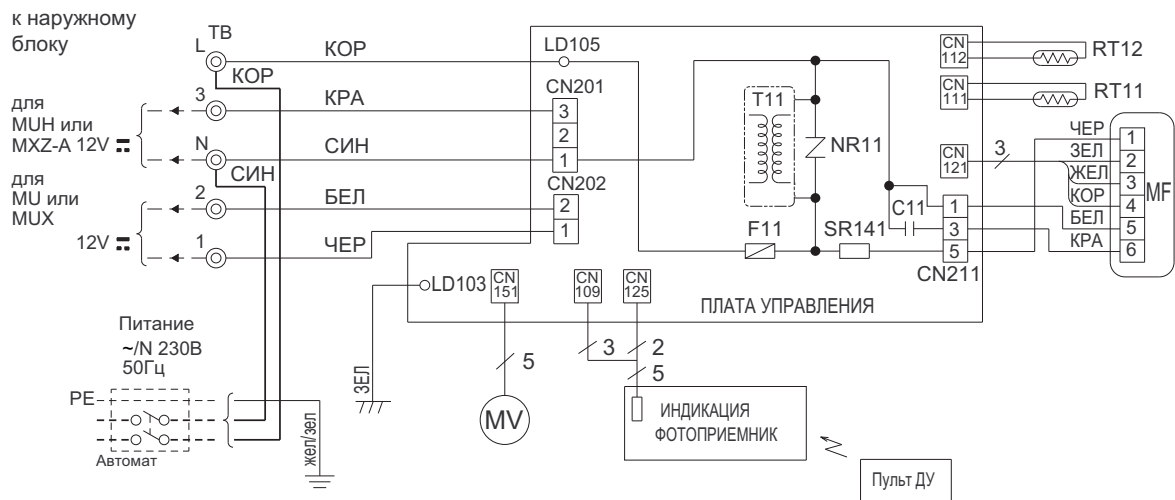 к наружному
блоку
TB
L
КОР
КОР
LD105
CN
112
RT12
для
MUH или
MXZ-A 12V
3
КРА
CN201
3
2
1
T11
NR11
CN
111
RT11
N
СИН
СИН
CN
121
3
ЧЕР
ЗЕЛ
ЖЕЛ
КОР
БЕЛ
КРА
1
2
3
4
5
6
MF
для
MU или
MUX
12V
2
БЕЛ
CN202
2
1
1
ЧЕР
F11
SR141
C11
1
3
5
CN211
LD103
CN
151
CN
109
CN
125
ПЛАТА УПРАВЛЕНИЯ
Питание
~/N 230В
50Гц
PE
Автомат
жел/зел
ЗЕЛ
5
MV
3
2
5
ИНДИКАЦИЯ
ФОТОПРИЕМНИК
Пульт ДУ